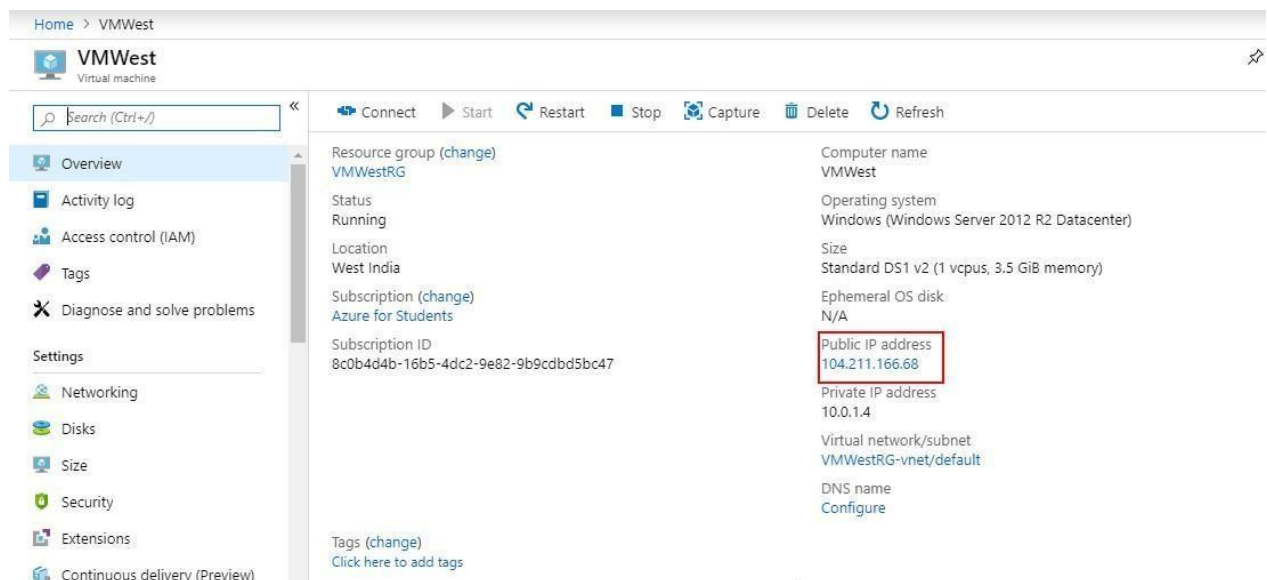 Home > VMWest
VMWest
Virtual machine
Search (Ctrl+/)
«
Overview
Activity log
Access control (IAM)
Tags
Diagnose and solve problems
Settings
Networking
Disks
Size
Security
Extensions
Continuous delivery (Preview)
Connect Start Restart Stop Capture Delete Refresh
Resource group (change)
VMWestRG
Status
Running
Location
West India
Subscription (change)
Azure for Students
Subscription ID
8c0b4d4b-16b5-4dc2-9e82-9b9cdbd5bc47
Computer name
VMWest
Operating system
Windows (Windows Server 2012 R2 Datacenter)
Size
Standard DS1 v2 (1 vcpus, 3.5 GiB memory)
Ephemeral OS disk
N/A
Public IP address
104.211.166.68
Private IP address
10.0.1.4
Virtual network/subnet
VMWestRG-vnet/default
DNS name
Configure
Tags (change)
Click here to add tags